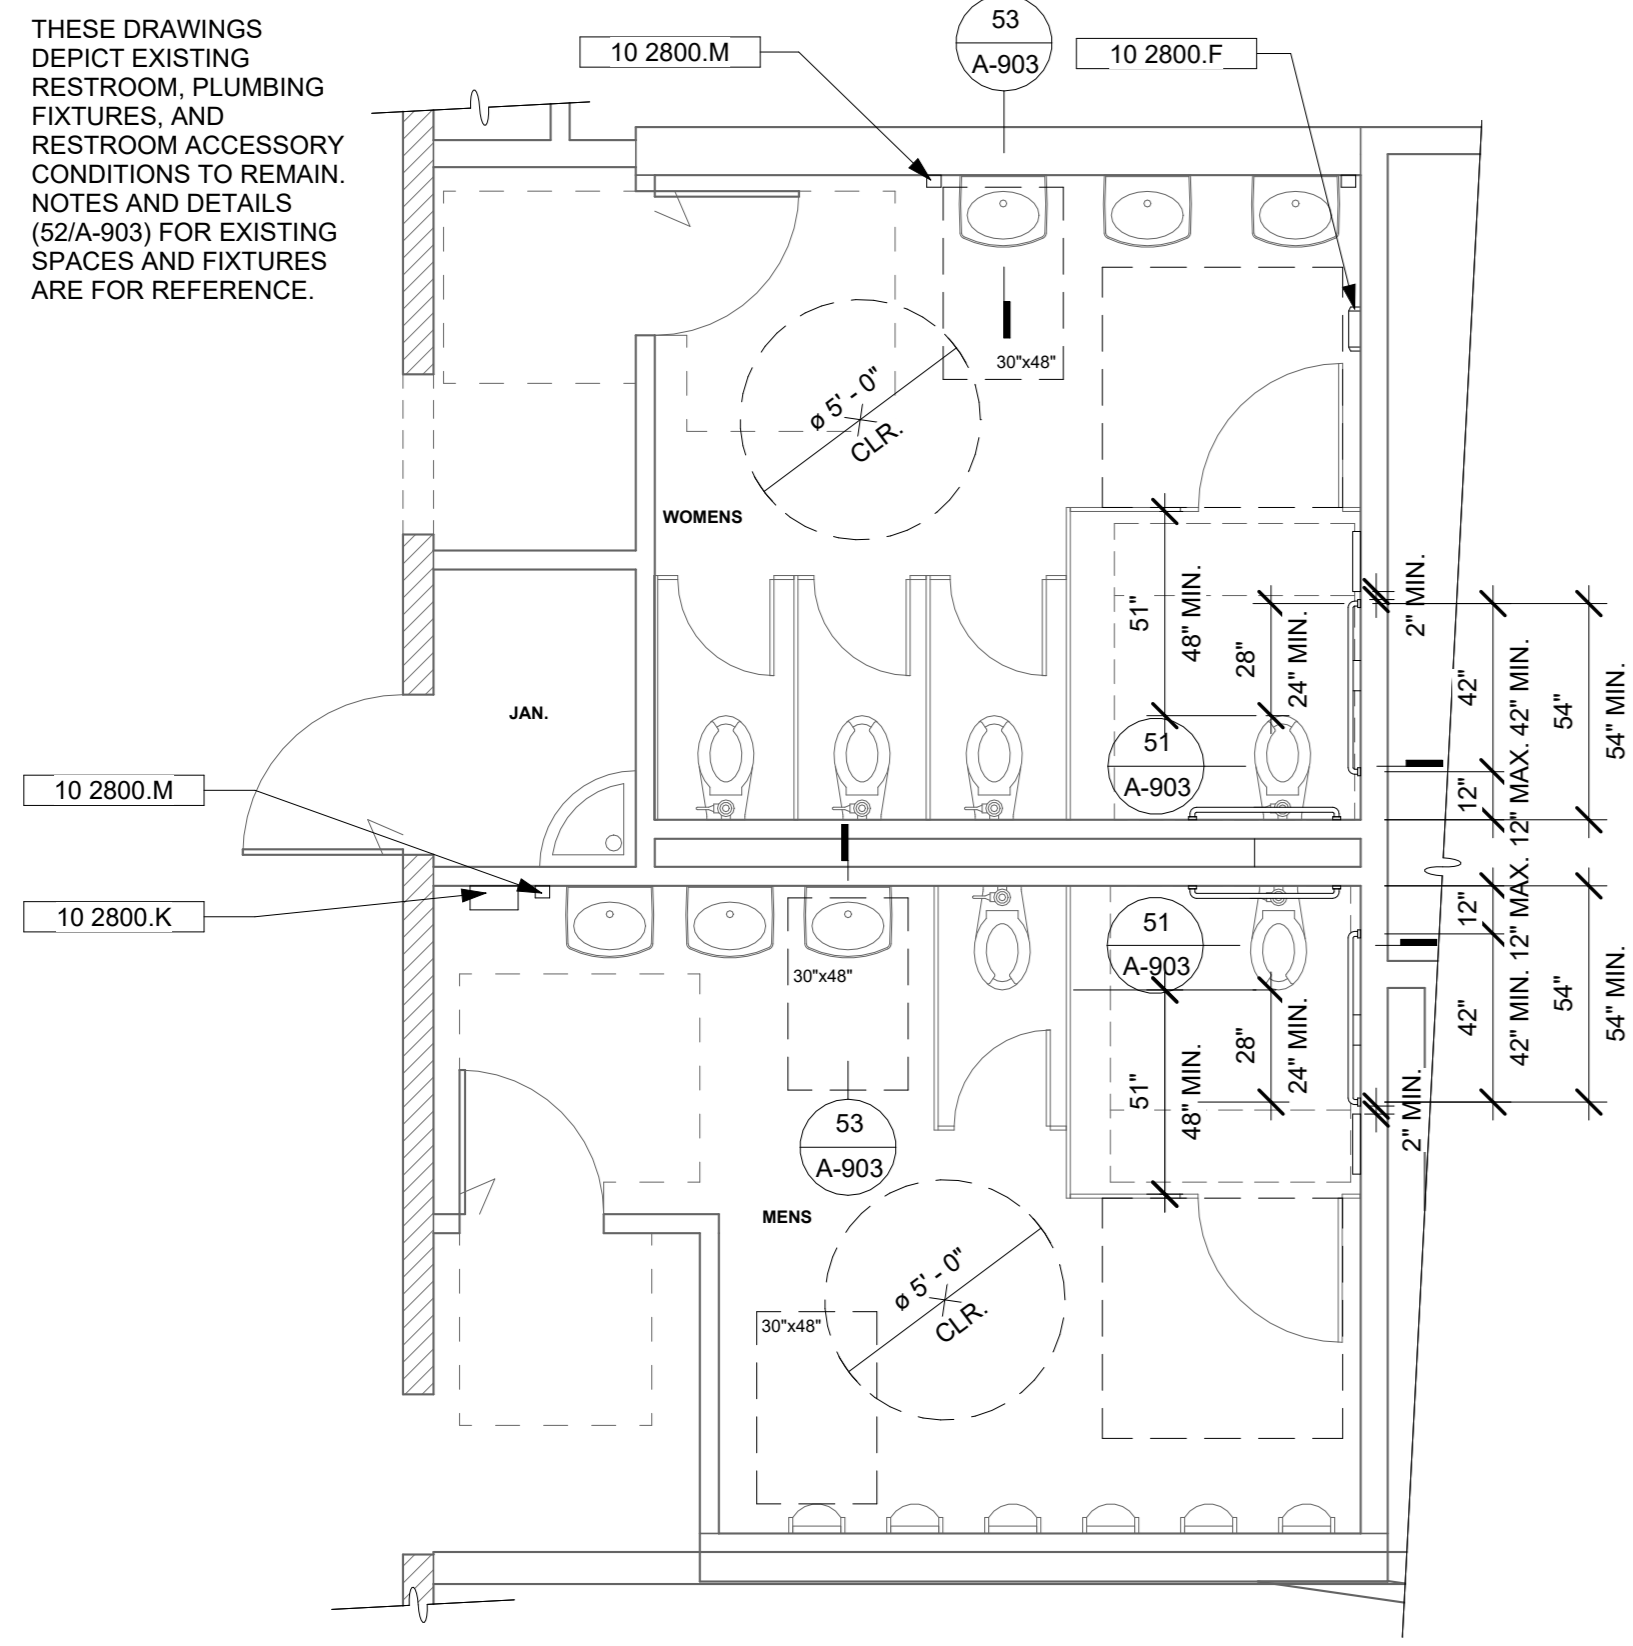 THESE DRAWINGS
DEPICT EXISTING
RESTROOM, PLUMBING
FIXTURES, AND
RESTROOM ACCESSORY
CONDITIONS TO REMAIN.
NOTES AND DETAILS
(52/A-903) FOR EXISTING
SPACES AND FIXTURES
ARE FOR REFERENCE.
10 2800.M
53
A-903
10 2800.F
30"x48"
ø 5' - 0"
CLR.
WOMENS
51"
48" MIN.
28"
24" MIN.
2" MIN.
42"
42" MIN.
54"
54" MIN.
12"
12" MAX.
JAN.
51
A-903
10 2800.M
10 2800.K
12"
12" MAX.
51
A-903
30"x48"
51"
48" MIN.
28"
24" MIN.
42"
42" MIN.
54"
54" MIN.
2" MIN.
53
A-903
MENS
ø 5' - 0"
CLR.
30"x48"